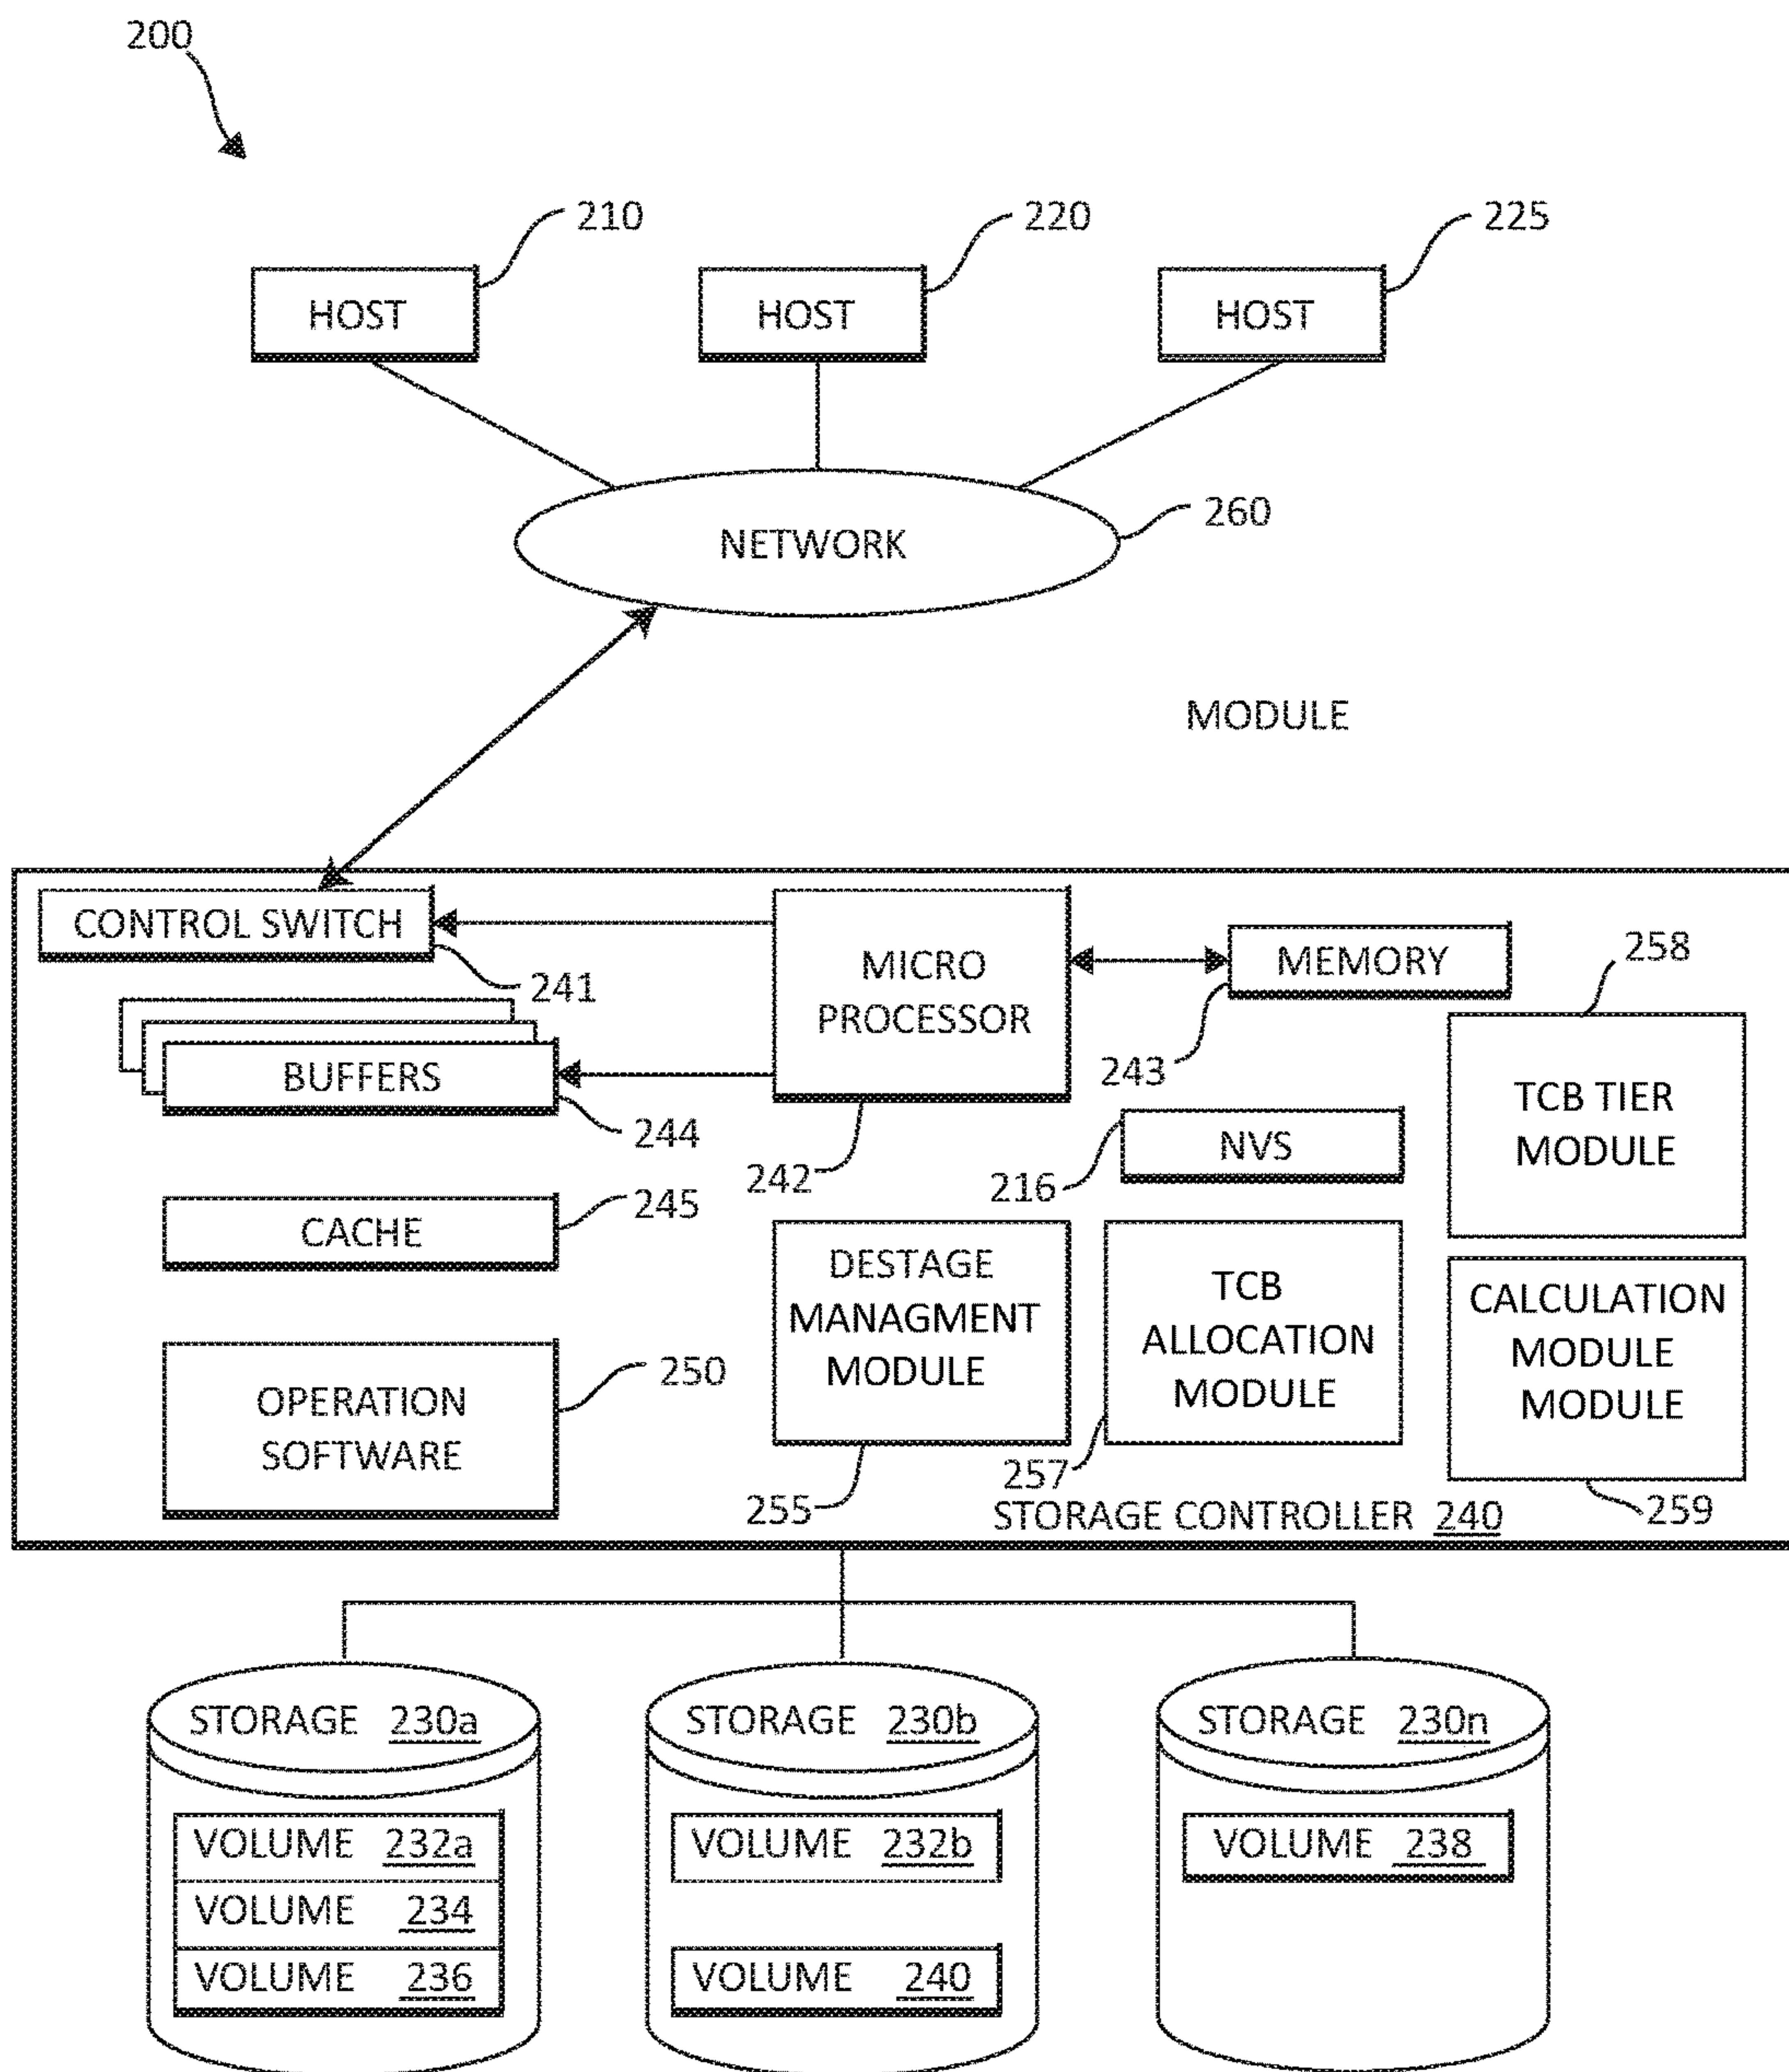 200
210
220
225
HOST
HOST
HOST
NETWORK
260
MODULE
CONTROL SWITCH
241
MICRO
PROCESSOR
242
MEMORY
243
258
BUFFERS
244
TCB TIER
MODULE
216
NVS
CACHE
245
DESTAGE
MANAGMENT
MODULE
255
TCB
ALLOCATION
MODULE
257
CALCULATION
MODULE
MODULE
259
OPERATION
SOFTWARE
250
STORAGE CONTROLLER 240
STORAGE 230a
STORAGE 230b
STORAGE 230n
VOLUME 232a
VOLUME 234
VOLUME 236
VOLUME 232b
VOLUME 240
VOLUME 238